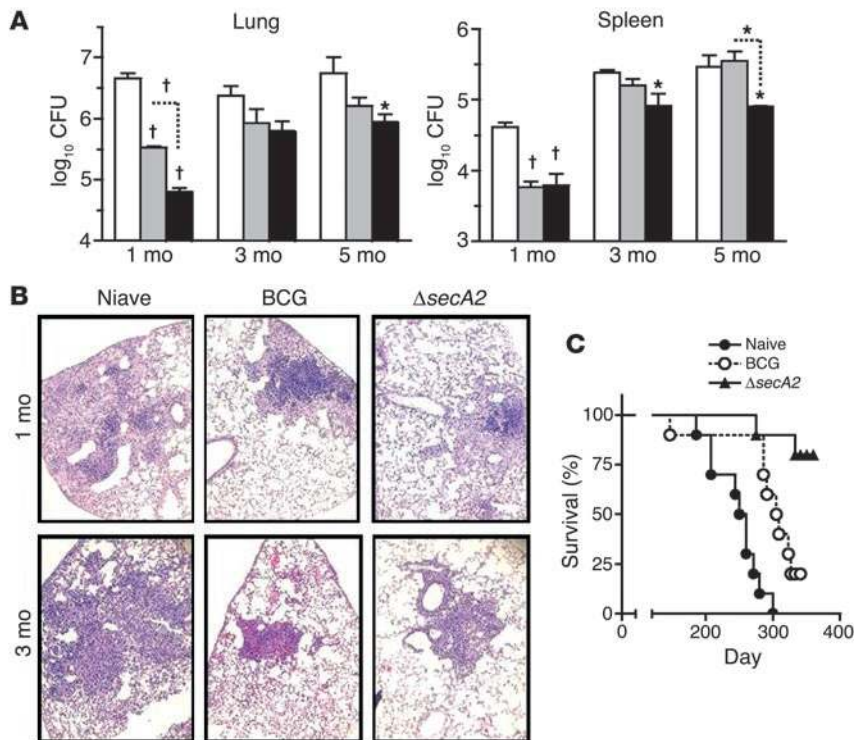 A
Lung
Spleen
log10 CFU
7
6
5
4
†
†
†
*
1 mo
3 mo
5 mo
log10 CFU
6
5
4
3
†
†
*
*
*
1 mo
3 mo
5 mo
B
Niave
BCG
ΔsecA2
1 mo
3 mo
C
Naive
BCG
ΔsecA2
Survival (%)
100
75
50
25
0
0
200
300
400
Day